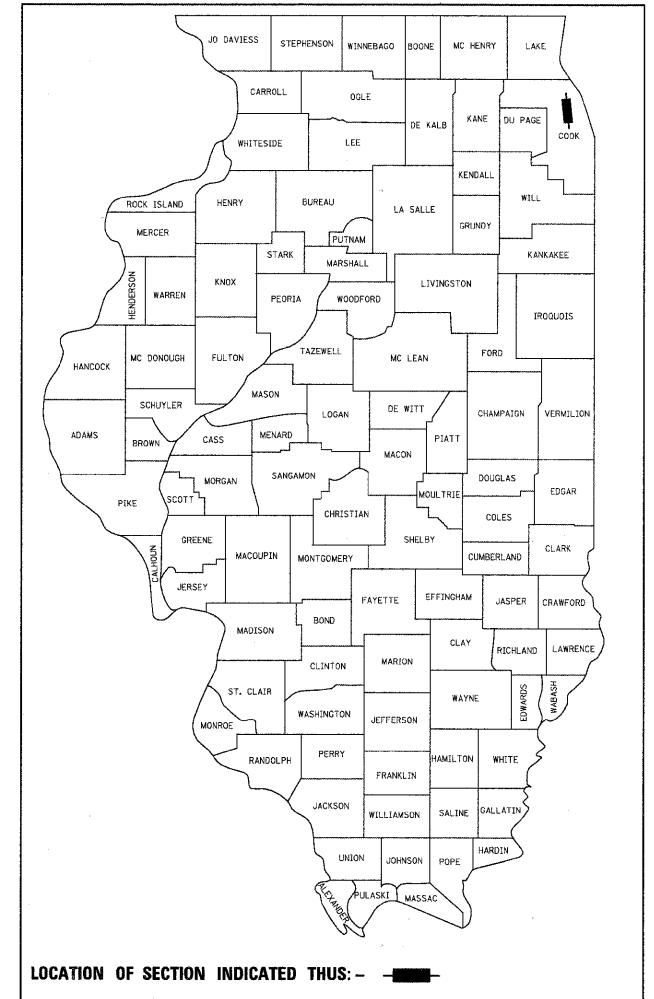 JO DAVIESS
STEPHENSON
WINNEBAGO
BOONE
MC HENRY
LAKE
CARROLL
OGLE
DE KALB
KANE
DU PAGE
COOK
WHITESIDE
LEE
KENDALL
WILL
ROCK ISLAND
HENRY
BUREAU
LA SALLE
GRUNDY
MERCER
PUTNAM
STARK
MARSHALL
KANKAKEE
HENDERSON
WARREN
KNOX
PEORIA
WOODFORD
LIVINGSTON
IROQUOIS
HANCOCK
MC DONOUGH
FULTON
TAZEWELL
MC LEAN
FORD
SCHUYLER
MASON
LOGAN
DE WITT
CHAMPAIGN
VERMILION
ADAMS
BROWN
CASS
MENARD
PIATT
MACON
PIKE
SCOTT
MORGAN
SANGAMON
MOULTRIE
DOUGLAS
EDGAR
CHRISTIAN
COLES
CALHOUN
GREENE
MACOUPIN
MONTGOMERY
SHELBY
CUMBERLAND
CLARK
JERSEY
FAYETTE
EFFINGHAM
JASPER
CRAWFORD
MADISON
BOND
CLAY
RICHLAND
LAWRENCE
CLINTON
MARION
ST. CLAIR
WAYNE
EDWARDS
WABASH
MONROE
WASHINGTON
JEFFERSON
RANDOLPH
PERRY
FRANKLIN
HAMILTON
WHITE
JACKSON
WILLIAMSON
SALINE
GALLATIN
UNION
JOHNSON
POPE
HARDIN
ALEXANDER
PULASKI
MASSAC
LOCATION OF SECTION INDICATED THUS: -